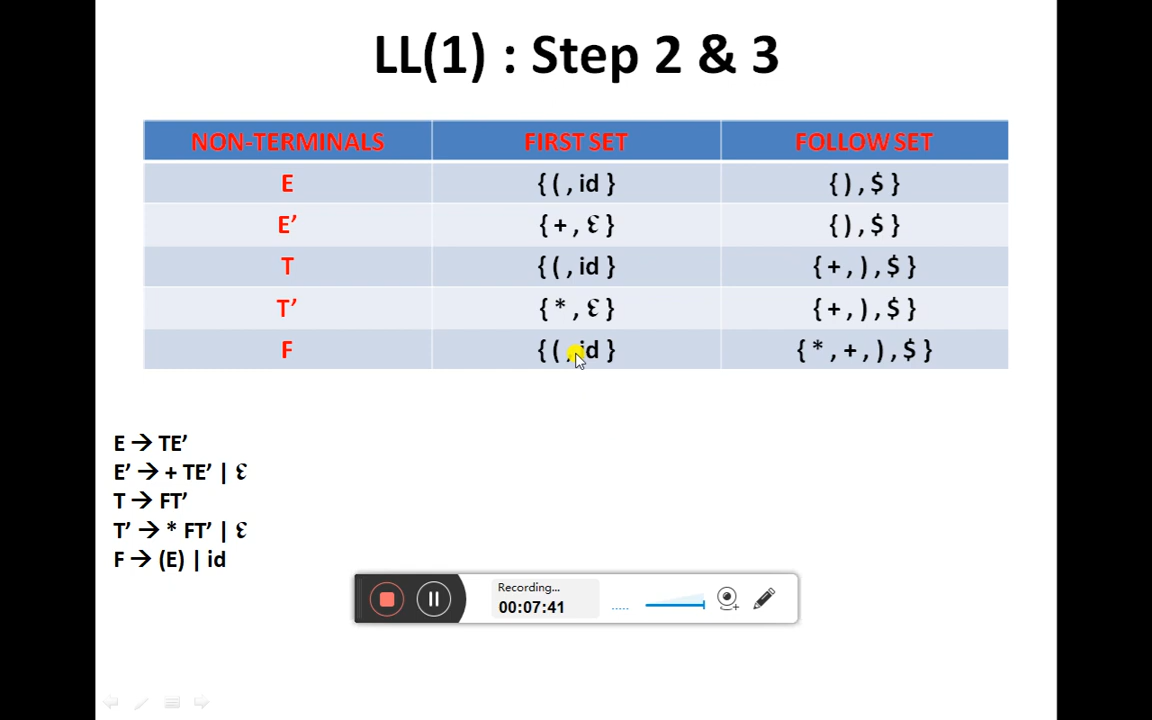 LL(1) : Step 2 & 3
NON-TERMINALS FIRST SET FOLLOW SET
E { ( , id } { ) , $ }
E’ { + , Ɛ } { ) , $ }
T { ( , id } { + , ) , $ }
T’ { * , Ɛ } { + , ) , $ }
F { ( , id } { * , + , ) , $ }
E → TE’
E’ → + TE’ | Ɛ
T → FT’
T’ → * FT’ | Ɛ
F → (E) | id
Recording...
00:07:41